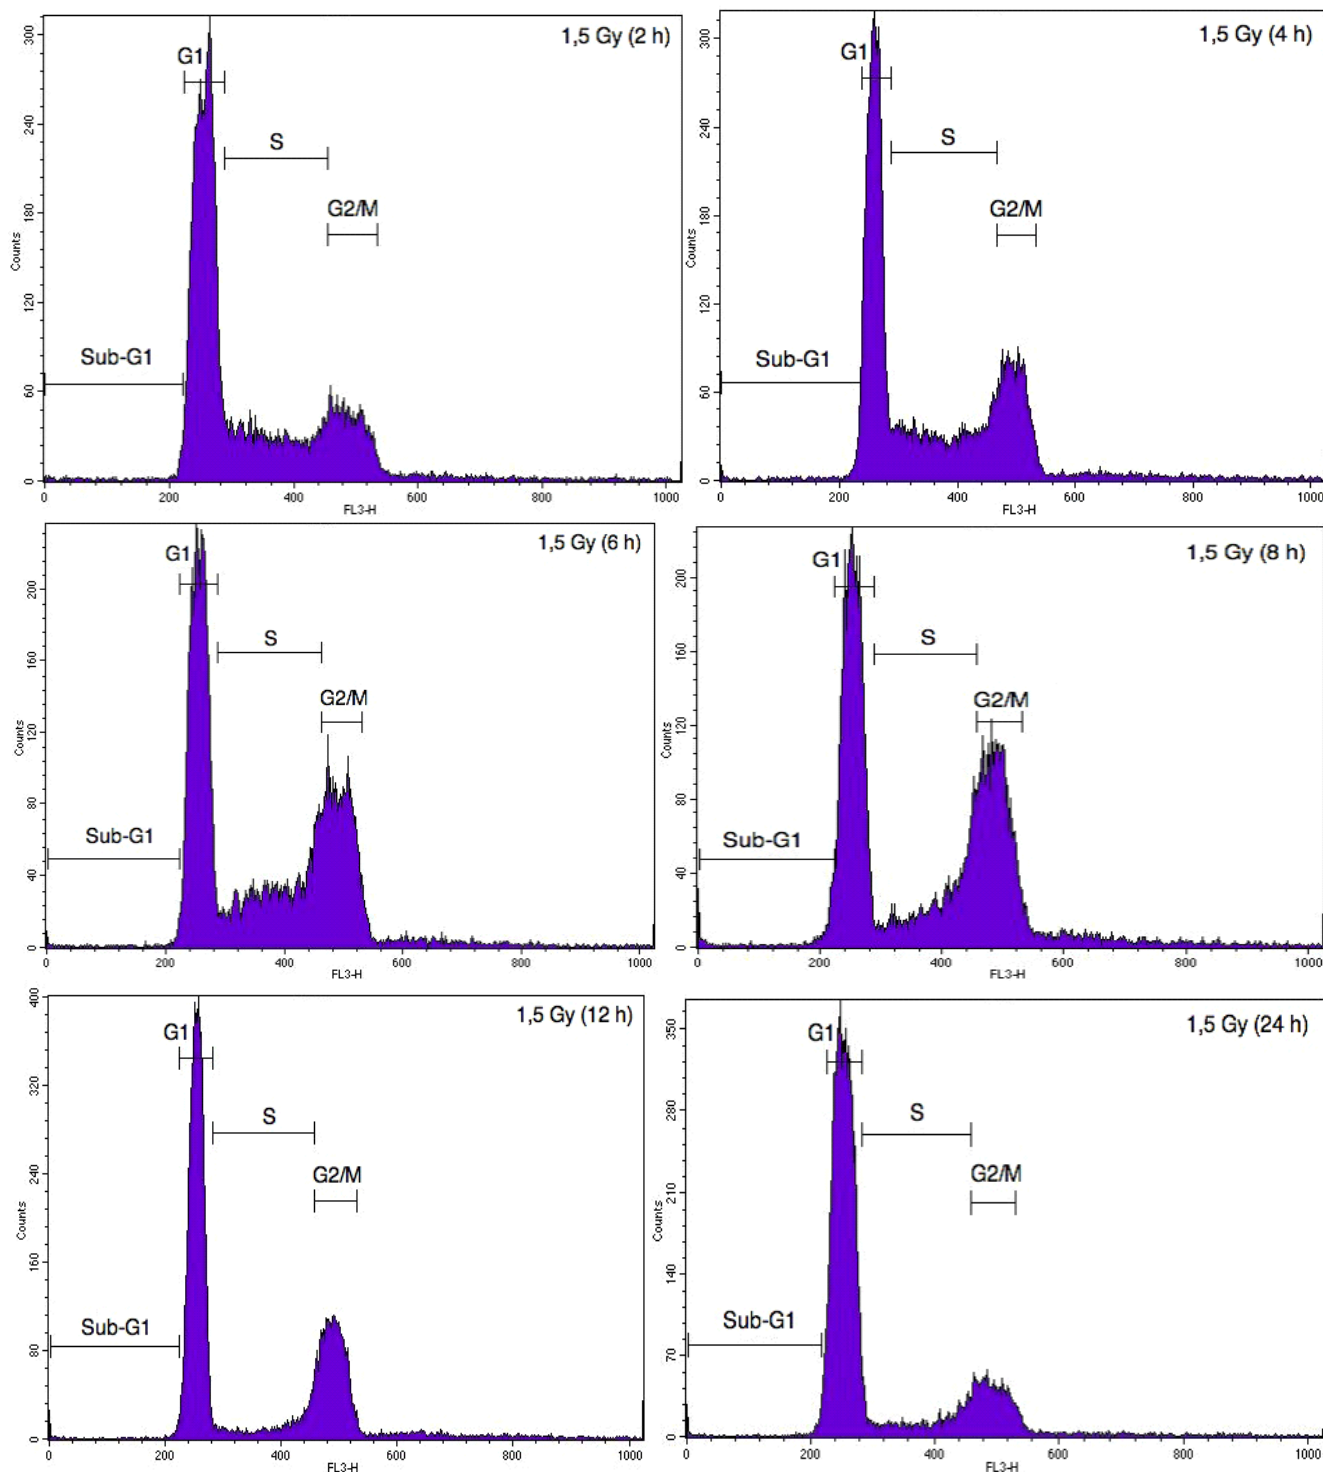 1,5 Gy (2 h)
G1
S
G2/M
Sub-G1
Counts
300
240
180
120
60
0
0 200 400 600 800 1000
FL3-H
1,5 Gy (4 h)
G1
S
G2/M
Sub-G1
Counts
300
240
180
120
60
0
0 200 400 600 800 1000
FL3-H
1,5 Gy (6 h)
G1
S
G2/M
Sub-G1
Counts
200
160
120
80
40
0
0 200 400 600 800 1000
FL3-H
1,5 Gy (8 h)
G1
S
G2/M
Sub-G1
Counts
200
160
120
80
40
0
0 200 400 600 800 1000
FL3-H
1,5 Gy (12 h)
G1
S
G2/M
Sub-G1
Counts
400
320
240
160
80
0
0 200 400 600 800 1000
FL3-H
1,5 Gy (24 h)
G1
S
G2/M
Sub-G1
Counts
350
280
210
140
70
0
0 200 400 600 800 1000
FL3-H